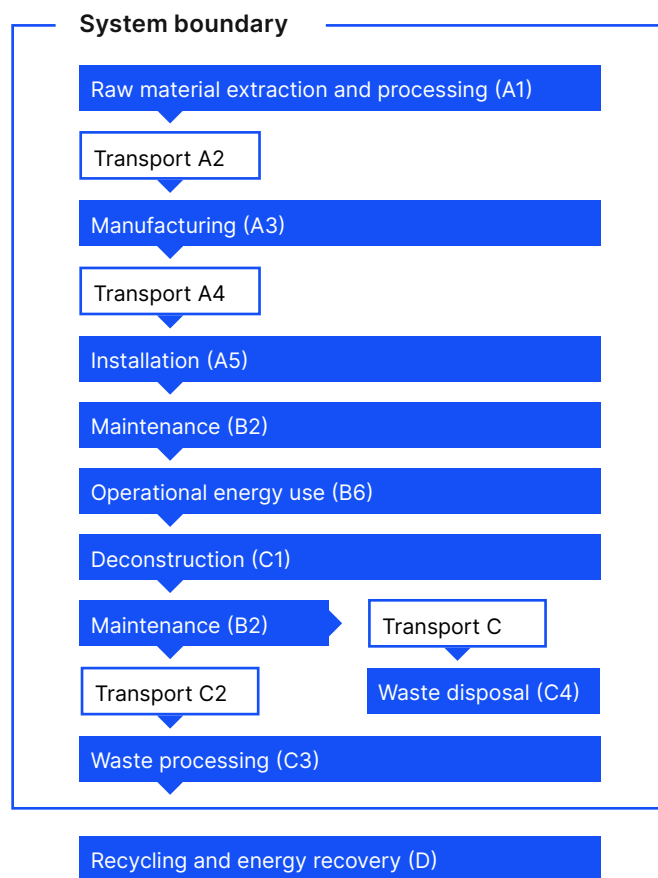 System boundary
Raw material extraction and processing (A1)
Transport A2
Manufacturing (A3)
Transport A4
Installation (A5)
Maintenance (B2)
Operational energy use (B6)
Deconstruction (C1)
Maintenance (B2)
Transport C
Transport C2
Waste disposal (C4)
Waste processing (C3)
Recycling and energy recovery (D)